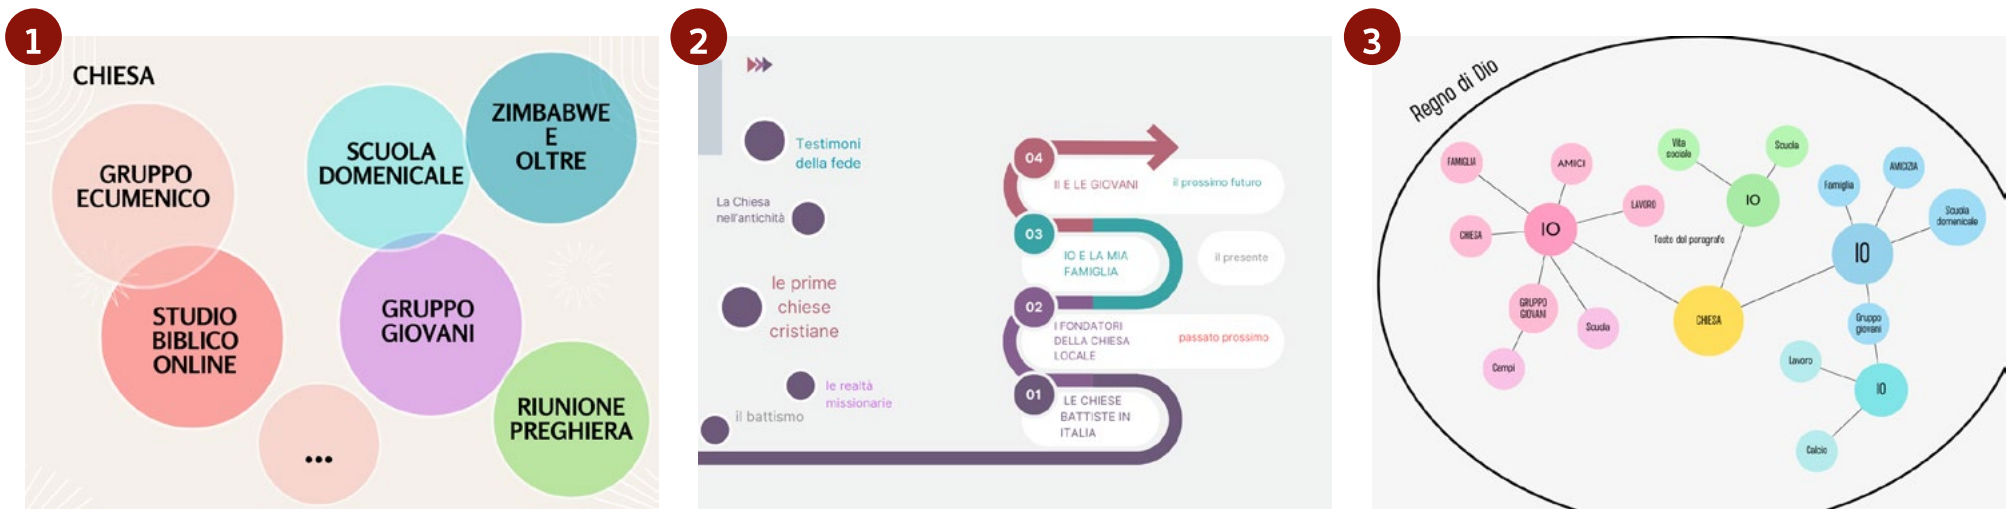 1
CHIESA
GRUPPO
ECUMENICO
SCUOLA
DOMENICALE
ZIMBABWE
E
OLTRE
STUDIO
BIBLICO
ONLINE
GRUPPO
GIOVANI
RIUNIONE
PREGHIERA
...
2
Testimoni
della fede
La Chiesa
nell'antichità
le prime
chiese
cristiane
le realtà
missionarie
il battismo
04
II E LE GIOVANI
il prossimo futuro
03
IO E LA MIA
FAMIGLIA
il presente
02
I FONDATORI
DELLA CHIESA
LOCALE
passato prossimo
01
LE CHIESE
BATTISTE IN
ITALIA
3
Regno di Dio
FAMIGLIA
AMICI
LAVORO
CHIESA
IO
GRUPPO
GIOVANI
Scuola
Campi
Vita
sociale
Scuola
IO
Testo del paragrafo
CHIESA
Famiglia
AMICIZIA
Scuola
domenicale
IO
Gruppo
giovani
Lavoro
IO
Calcio